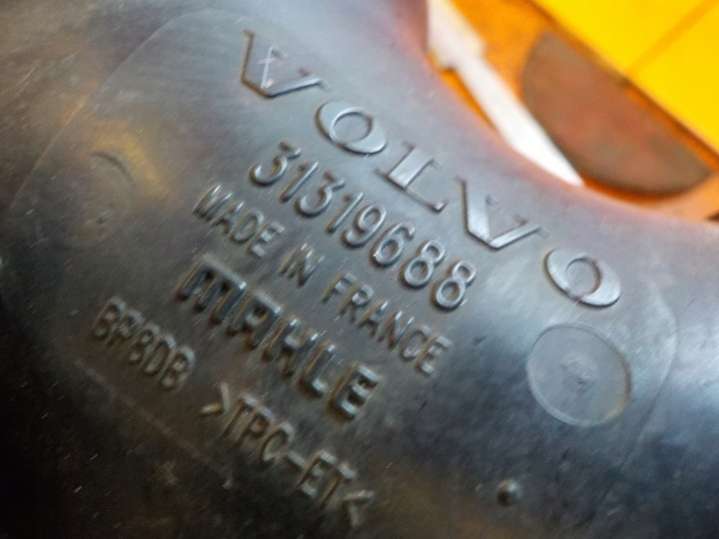 VOLVO
31319688
MADE IN FRANCE
MAHLE
BP8DB >TPC-ET<